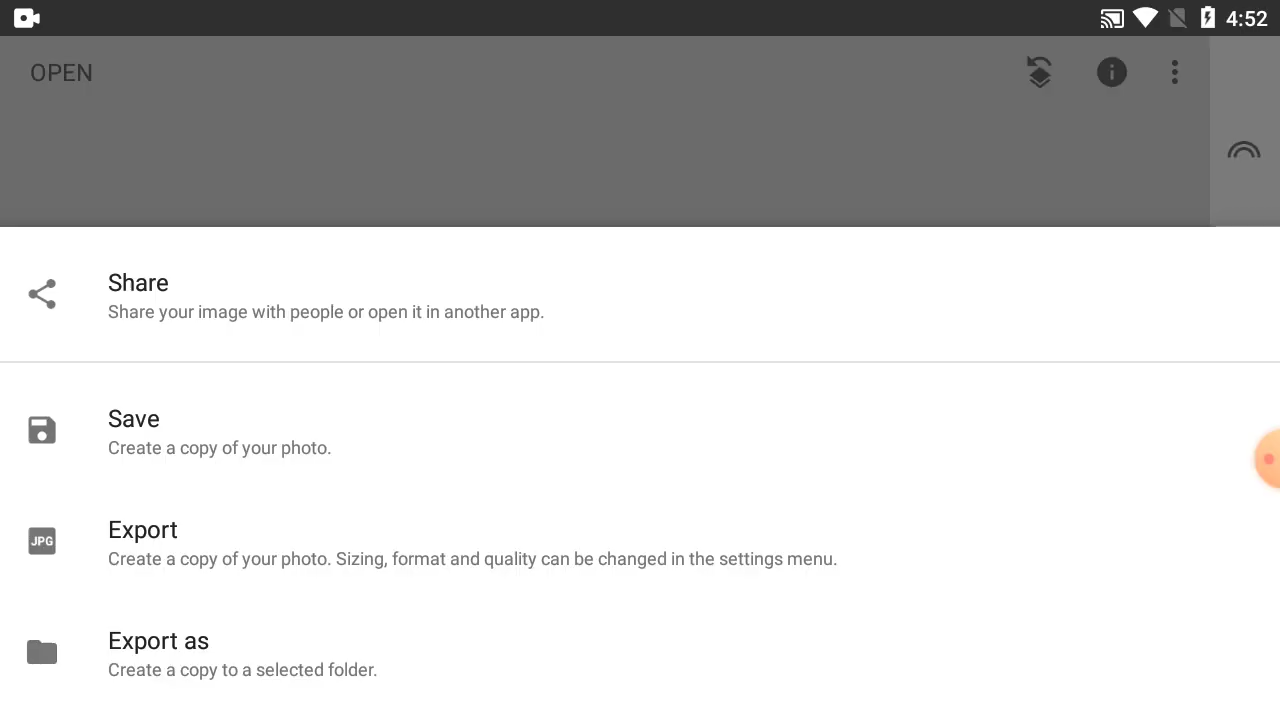 4:52
OPEN
Share
Share your image with people or open it in another app.
Save
Create a copy of your photo.
JPG
Export
Create a copy of your photo. Sizing, format and quality can be changed in the settings menu.
Export as
Create a copy to a selected folder.